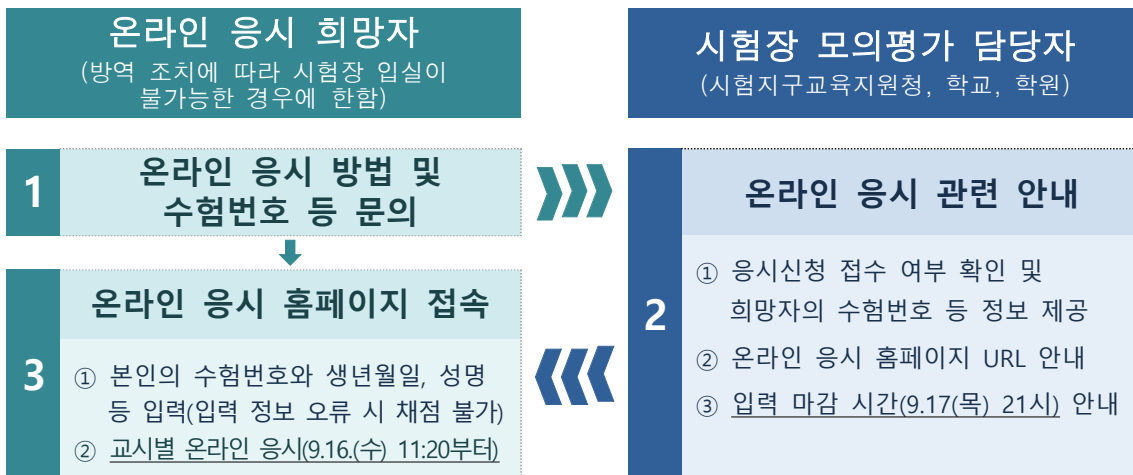 온라인 응시 희망자
(방역 조치에 따라 시험장 입실이
불가능한 경우에 한함)
시험장 모의평가 담당자
(시험지구교육지원청, 학교, 학원)
1
온라인 응시 방법 및
수험번호 등 문의
2
온라인 응시 관련 안내
① 응시신청 접수 여부 확인 및
희망자의 수험번호 등 정보 제공
② 온라인 응시 홈페이지 URL 안내
③ 입력 마감 시간(9.17(목) 21시) 안내
3
온라인 응시 홈페이지 접속
① 본인의 수험번호와 생년월일, 성명
등 입력(입력 정보 오류 시 채점 불가)
② 교시별 온라인 응시(9.16.(수) 11:20부터)